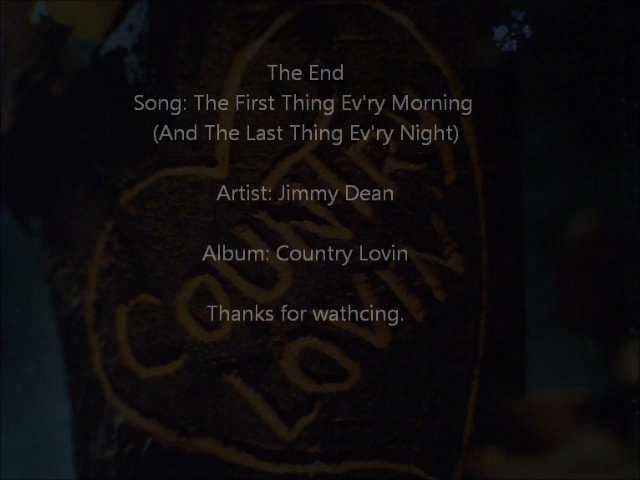 The End
Song: The First Thing Ev'ry Morning
(And The Last Thing Ev'ry Night)
Artist: Jimmy Dean
Album: Country Lovin
Thanks for wathcing.
COUNTRY
LOVIN'